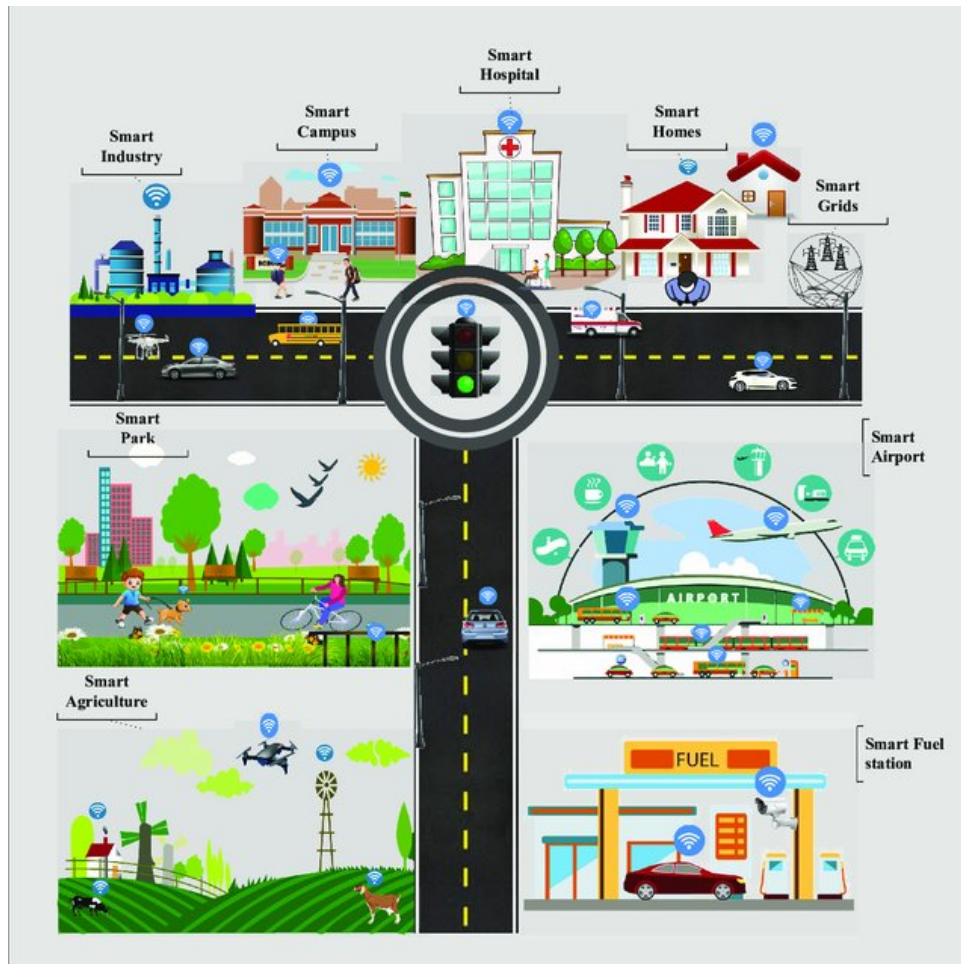 Smart
Hospital
Smart
Campus
Smart
Homes
Smart
Industry
Smart
Grids
Smart
Park
Smart
Airport
AIRPORT
Smart
Agriculture
Smart Fuel
station
FUEL